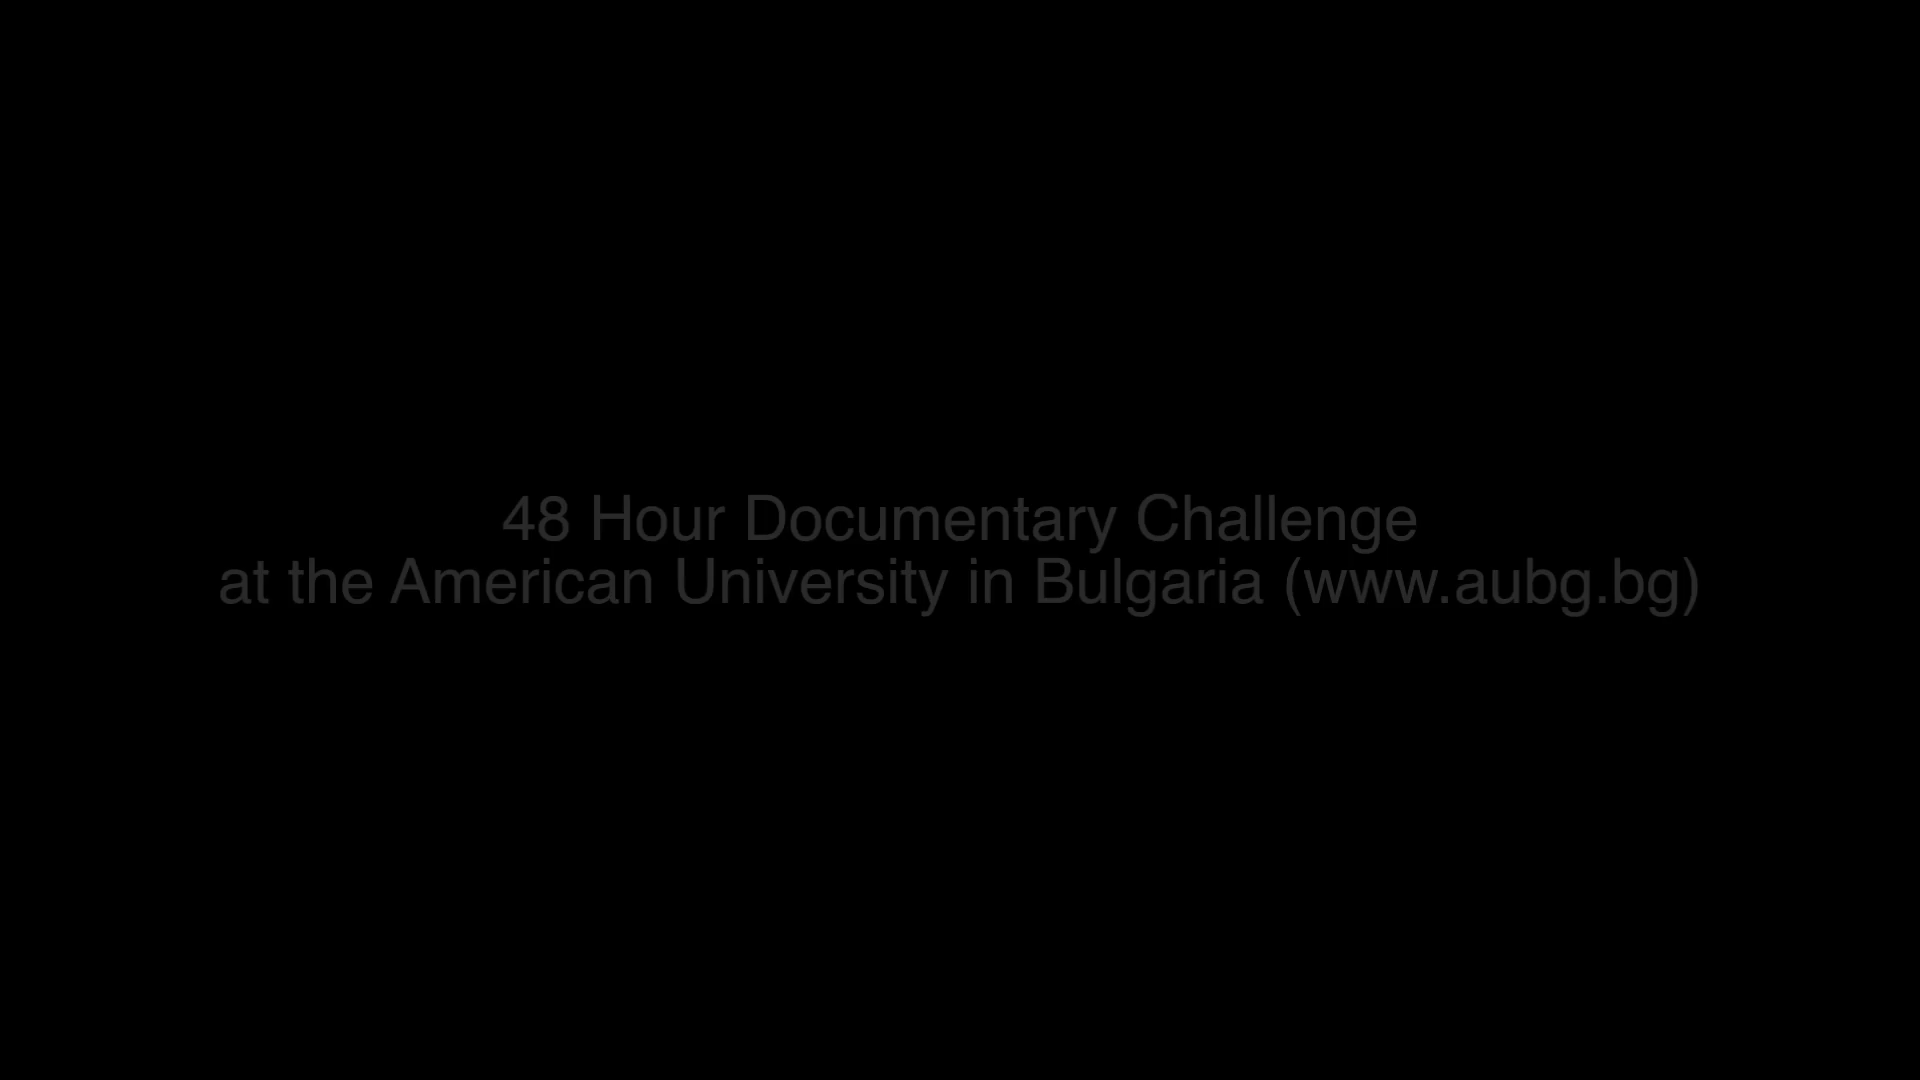 48 Hour Documentary Challenge
at the American University in Bulgaria (www.aubg.bg)